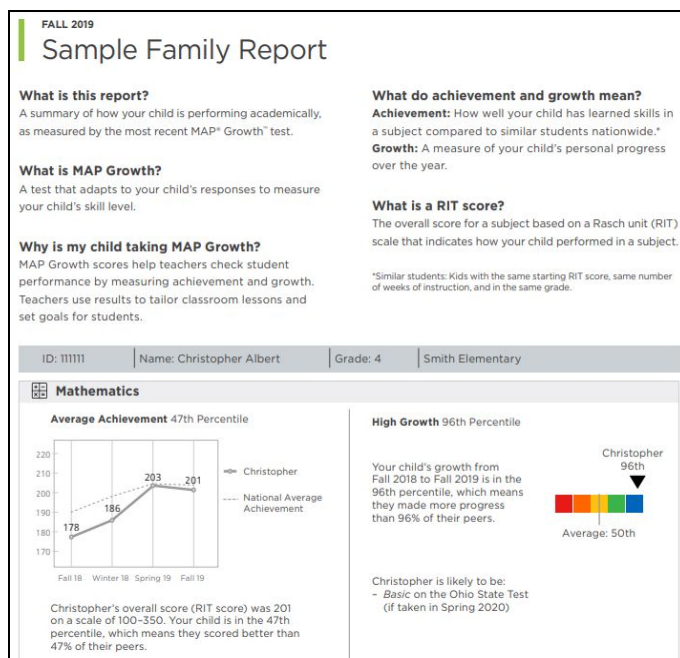 FALL 2019
Sample Family Report
What is this report?
A summary of how your child is performing academically,
as measured by the most recent MAP® Growth™ test.
What is MAP Growth?
A test that adapts to your child's responses to measure
your child's skill level.
Why is my child taking MAP Growth?
MAP Growth scores help teachers check student
performance by measuring achievement and growth.
Teachers use results to tailor classroom lessons and
set goals for students.
What do achievement and growth mean?
Achievement: How well your child has learned skills in
a subject compared to similar students nationwide.*
Growth: A measure of your child's personal progress
over the year.
What is a RIT score?
The overall score for a subject based on a Rasch unit (RIT)
scale that indicates how your child performed in a subject.
*Similar students: Kids with the same starting RIT score, same number
of weeks of instruction, and in the same grade.
ID: 111111 Name: Christopher Albert Grade: 4 Smith Elementary
Mathematics
Average Achievement 47th Percentile
220
210
200
190
180
170
178
186
203
201
Fall 18 Winter 18 Spring 19 Fall 19
Christopher
National Average
Achievement
Christopher's overall score (RIT score) was 201
on a scale of 100-350. Your child is in the 47th
percentile, which means they scored better than
47% of their peers.
High Growth 96th Percentile
Your child's growth from
Fall 2018 to Fall 2019 is in the
96th percentile, which means
they made more progress
than 96% of their peers.
Christopher
96th
Average: 50th
Christopher is likely to be:
- Basic on the Ohio State Test
(if taken in Spring 2020)